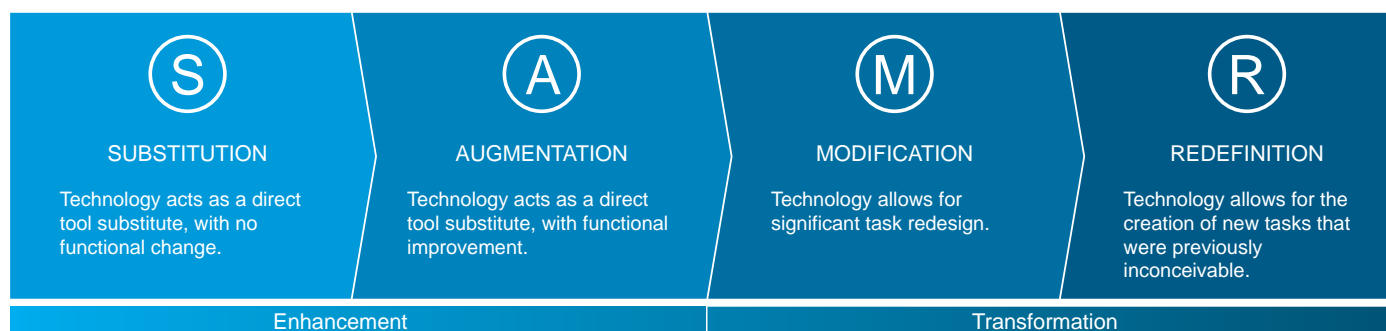 S
SUBSTITUTION
Technology acts as a direct
tool substitute, with no
functional change.
A
AUGMENTATION
Technology acts as a direct
tool substitute, with functional
improvement.
M
MODIFICATION
Technology allows for
significant task redesign.
R
REDEFINITION
Technology allows for the
creation of new tasks that
were previously
inconceivable.
Enhancement
Transformation